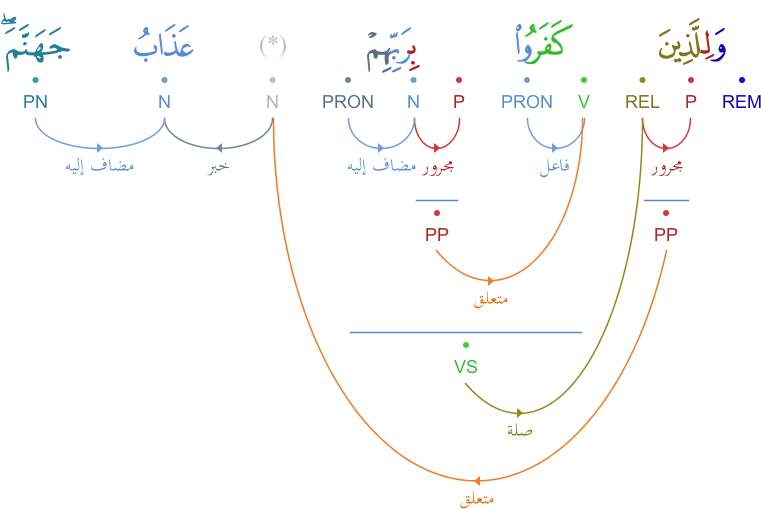 وَلِلَّذِينَ كَفَرُوا۟ بِرَبِّهِمْ (*) عَذَابُ جَهَنَّمَ ۖ
REM P REL V PRON P N PRON N N PN
مجرور فاعل مجرور مضاف إليه خبر مضاف إليه
PP PP
متعلق
VS
صلة
متعلق